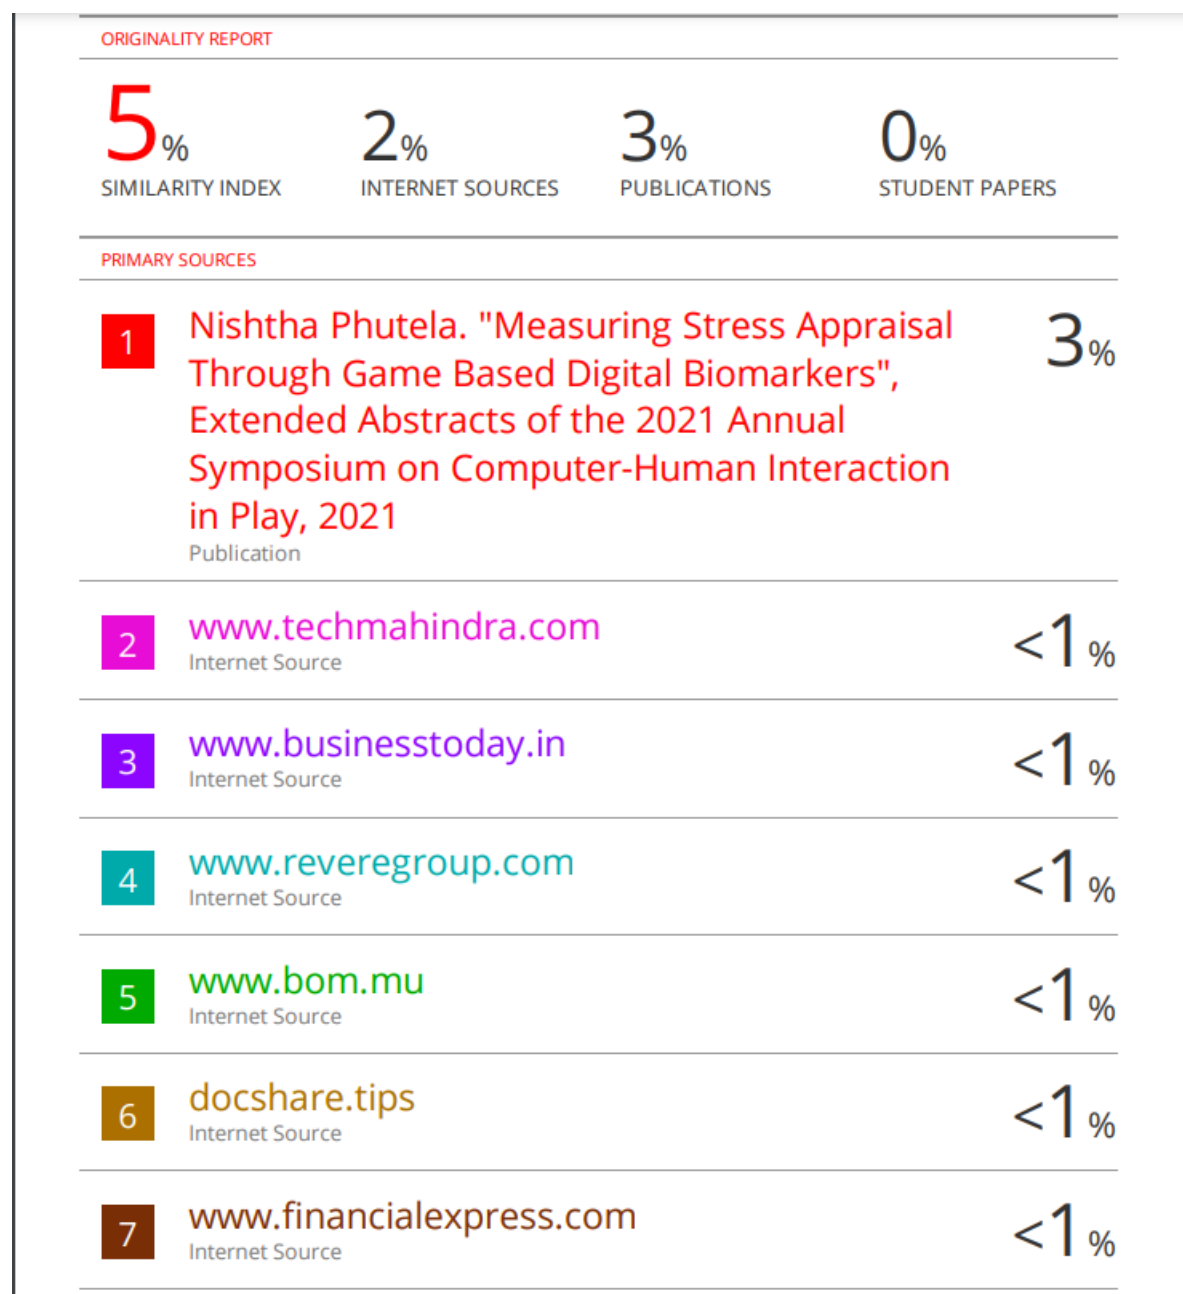 ORIGINALITY REPORT
5% 2% 3% 0%
SIMILARITY INDEX INTERNET SOURCES PUBLICATIONS STUDENT PAPERS
PRIMARY SOURCES
1 Nishtha Phutela. "Measuring Stress Appraisal 3%
Through Game Based Digital Biomarkers",
Extended Abstracts of the 2021 Annual
Symposium on Computer-Human Interaction
in Play, 2021
Publication
2 www.techmahindra.com <1%
Internet Source
3 www.businesstoday.in <1%
Internet Source
4 www.reveregroup.com <1%
Internet Source
5 www.bom.mu <1%
Internet Source
6 docshare.tips <1%
Internet Source
7 www.financialexpress.com <1%
Internet Source